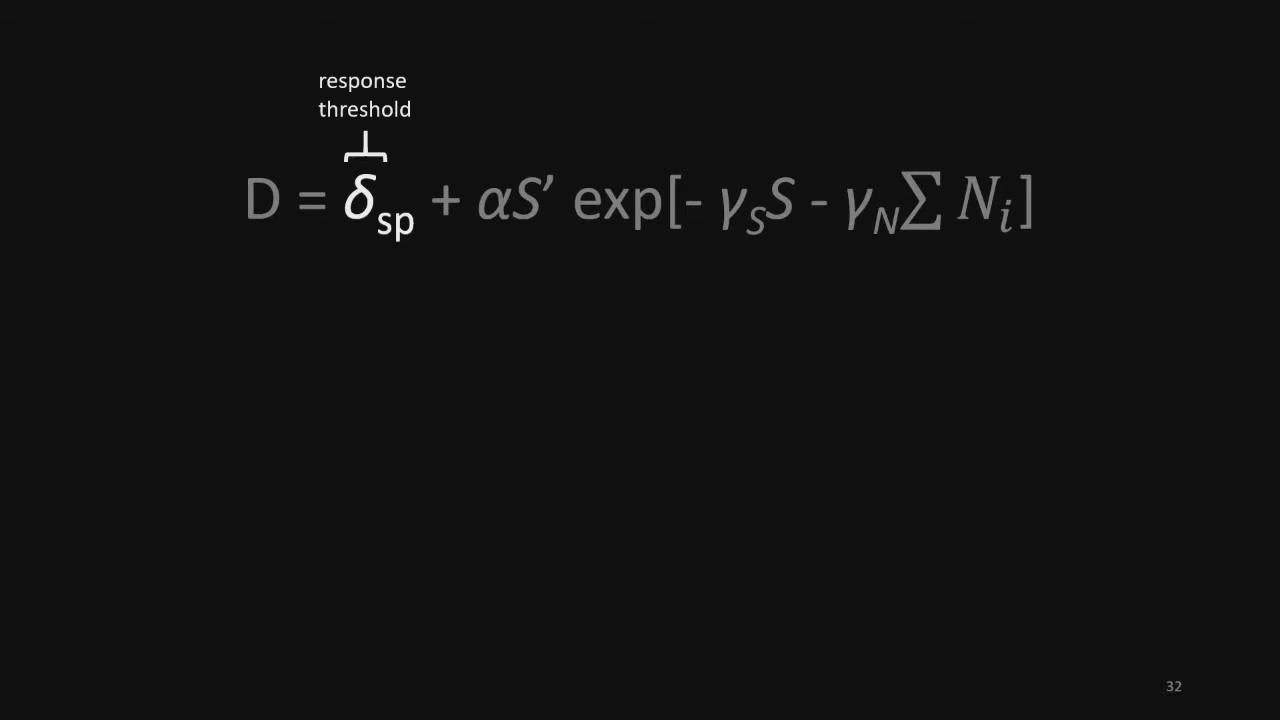 response
threshold
D = δsp + αS′ exp[- γSS - γN∑ Ni]
32